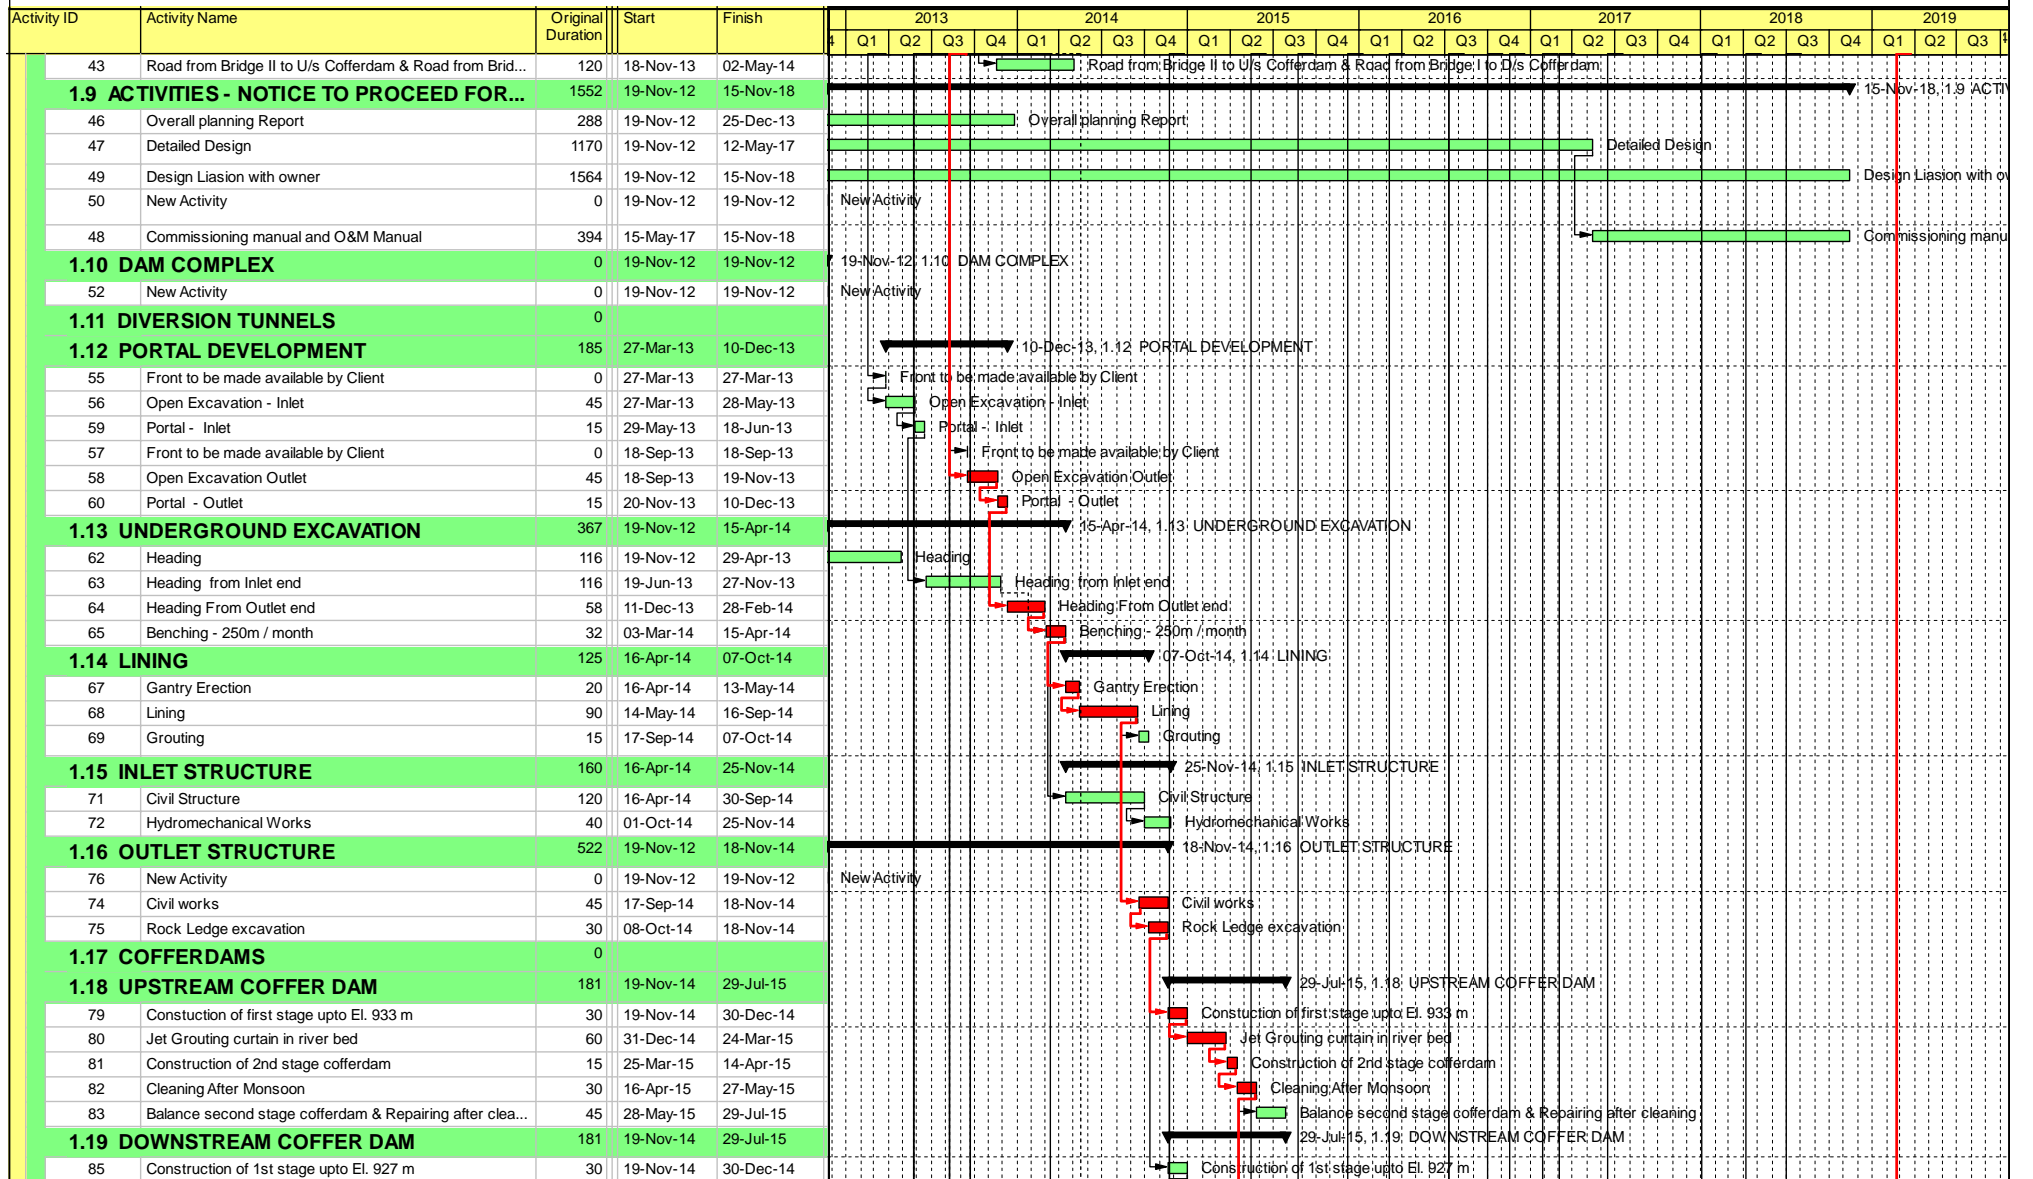 Activity ID Activity Name Original Duration Start Finish 2013 2014 2015 2016 2017 2018 2019
Q1 Q2 Q3 Q4 Q1 Q2 Q3 Q4 Q1 Q2 Q3 Q4 Q1 Q2 Q3 Q4 Q1 Q2 Q3 Q4 Q1 Q2 Q3 Q4 Q1 Q2 Q3
43 Road from Bridge II to U/s Cofferdam & Road from Brid... 120 18-Nov-13 02-May-14 Road from Bridge II to U/s Cofferdam & Road from Bridge I to D/s Cofferdam
1.9 ACTIVITIES - NOTICE TO PROCEED FOR... 1552 19-Nov-12 15-Nov-18 15-Nov-18, 1.9 ACTIV
46 Overall planning Report 288 19-Nov-12 25-Dec-13 Overall planning Report
47 Detailed Design 1170 19-Nov-12 12-May-17 Detailed Design
49 Design Liasion with owner 1564 19-Nov-12 15-Nov-18 Design Liasion with ow
50 New Activity 0 19-Nov-12 19-Nov-12 New Activity
48 Commissioning manual and O&M Manual 394 15-May-17 15-Nov-18 Commissioning manu
1.10 DAM COMPLEX 0 19-Nov-12 19-Nov-12 19-Nov-12, 1.10 DAM COMPLEX
52 New Activity 0 19-Nov-12 19-Nov-12 New Activity
1.11 DIVERSION TUNNELS 0
1.12 PORTAL DEVELOPMENT 185 27-Mar-13 10-Dec-13 10-Dec-13, 1.12 PORTAL DEVELOPMENT
55 Front to be made available by Client 0 27-Mar-13 27-Mar-13 Front to be made available by Client
56 Open Excavation - Inlet 45 27-Mar-13 28-May-13 Open Excavation - Inlet
59 Portal - Inlet 15 29-May-13 18-Jun-13 Portal - Inlet
57 Front to be made available by Client 0 18-Sep-13 18-Sep-13 Front to be made available by Client
58 Open Excavation Outlet 45 18-Sep-13 19-Nov-13 Open Excavation Outlet
60 Portal - Outlet 15 20-Nov-13 10-Dec-13 Portal - Outlet
1.13 UNDERGROUND EXCAVATION 367 19-Nov-12 15-Apr-14 15-Apr-14, 1.13 UNDERGROUND EXCAVATION
62 Heading 116 19-Nov-12 29-Apr-13 Heading
63 Heading from Inlet end 116 19-Jun-13 27-Nov-13 Heading from Inlet end
64 Heading From Outlet end 58 11-Dec-13 28-Feb-14 Heading From Outlet end
65 Benching - 250m / month 32 03-Mar-14 15-Apr-14 Benching - 250m / month
1.14 LINING 125 16-Apr-14 07-Oct-14 07-Oct-14, 1.14 LINING
67 Gantry Erection 20 16-Apr-14 13-May-14 Gantry Erection
68 Lining 90 14-May-14 16-Sep-14 Lining
69 Grouting 15 17-Sep-14 07-Oct-14 Grouting
1.15 INLET STRUCTURE 160 16-Apr-14 25-Nov-14 25-Nov-14, 1.15 INLET STRUCTURE
71 Civil Structure 120 16-Apr-14 30-Sep-14 Civil Structure
72 Hydromechanical Works 40 01-Oct-14 25-Nov-14 Hydromechanical Works
1.16 OUTLET STRUCTURE 522 19-Nov-12 18-Nov-14 18-Nov-14, 1.16 OUTLET STRUCTURE
76 New Activity 0 19-Nov-12 19-Nov-12 New Activity
74 Civil works 45 17-Sep-14 18-Nov-14 Civil works
75 Rock Ledge excavation 30 08-Oct-14 18-Nov-14 Rock Ledge excavation
1.17 COFFERDAMS 0
1.18 UPSTREAM COFFER DAM 181 19-Nov-14 29-Jul-15 29-Jul-15, 1.18 UPSTREAM COFFER DAM
79 Constuction of first stage upto El. 933 m 30 19-Nov-14 30-Dec-14 Constuction of first stage upto El. 933 m
80 Jet Grouting curtain in river bed 60 31-Dec-14 24-Mar-15 Jet Grouting curtain in river bed
81 Construction of 2nd stage cofferdam 15 25-Mar-15 14-Apr-15 Construction of 2nd stage cofferdam
82 Cleaning After Monsoon 30 16-Apr-15 27-May-15 Cleaning After Monsoon
83 Balance second stage cofferdam & Repairing after clea... 45 28-May-15 29-Jul-15 Balance second stage cofferdam & Repairing after cleaning
1.19 DOWNSTREAM COFFER DAM 181 19-Nov-14 29-Jul-15 29-Jul-15, 1.19 DOWNSTREAM COFFER DAM
85 Construction of 1st stage upto El. 927 m 30 19-Nov-14 30-Dec-14 Construction of 1st stage upto El. 927 m